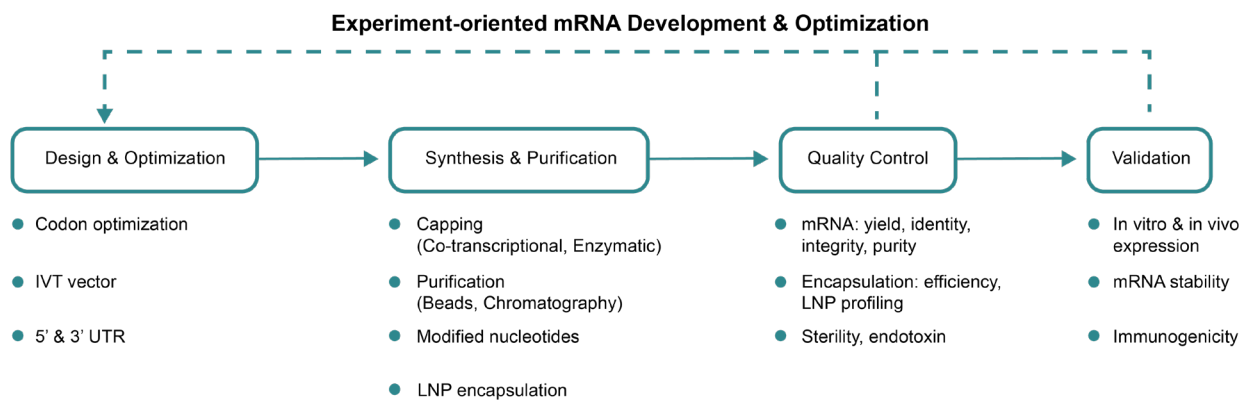 Experiment-oriented mRNA Development & Optimization
Design & Optimization
Synthesis & Purification
Quality Control
Validation
Codon optimization
IVT vector
5’ & 3’ UTR
Capping
(Co-transcriptional, Enzymatic)
Purification
(Beads, Chromatography)
Modified nucleotides
LNP encapsulation
mRNA: yield, identity,
integrity, purity
Encapsulation: efficiency,
LNP profiling
Sterility, endotoxin
In vitro & in vivo
expression
mRNA stability
Immunogenicity